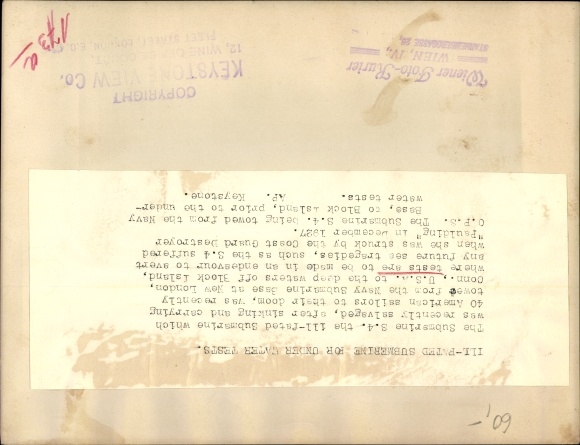 ILL-FATED SUBMERINE FOR UNDER WATER TESTS.
The Submarine S.4. the ill-fated Submarine which
was recently salvaged, after sinking and carrying
40 American sailors to their doom, was recently
towed from the Navy Submarine Base at New London,
Conn., U.S.A. to the deep waters off Block Island,
where tests are to be made in an endeavour to avert
any future sea tragedies, such as the S.4 suffered
when she was struck by the Coast Guard Destroyer
"Paulding" in December 1927.
O.P.S. The Submarine S.4. being towed from the Navy
Base, to Block Island, prior to the under-
water tests. AP. Keystone.
COPYRIGHT
KEYSTONE VIEW Co.
Wiener Foto-Kurier
WIEN, IV.,
173
60.-